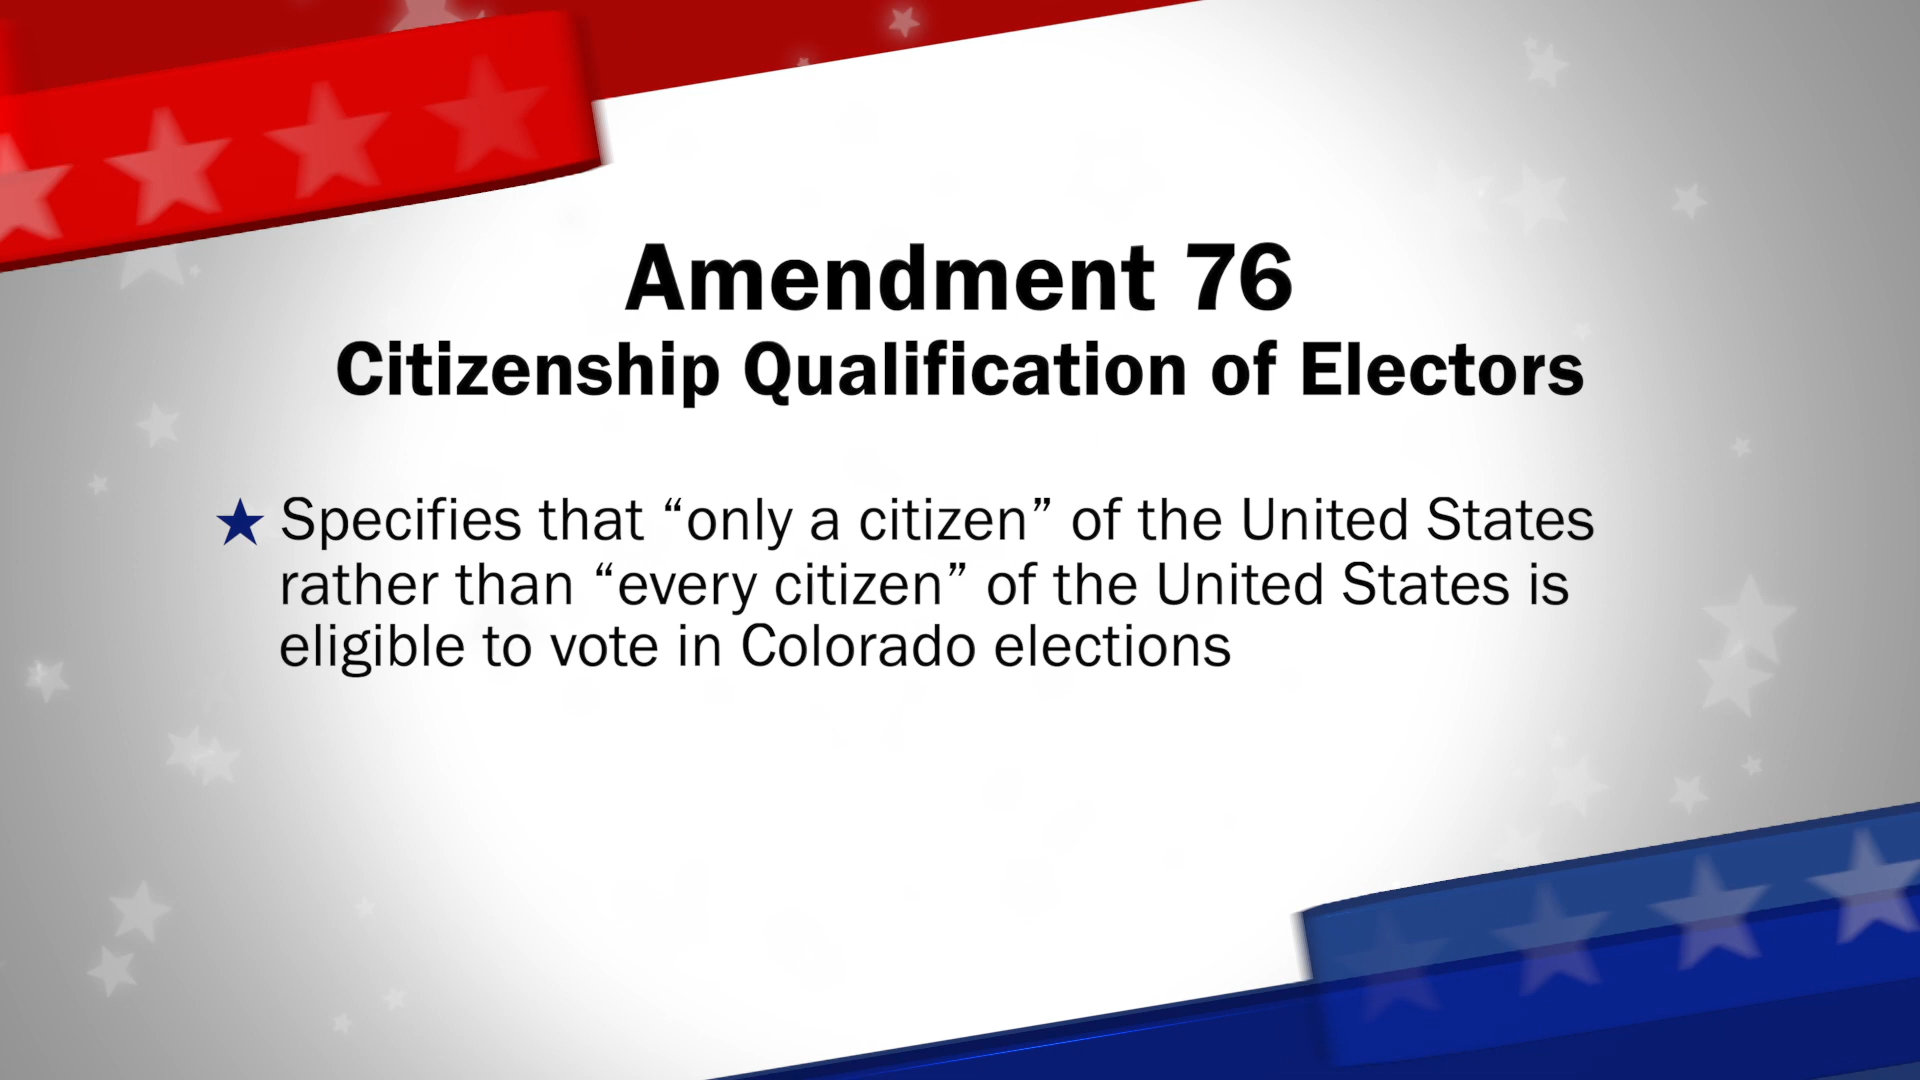 Amendment 76
Citizenship Qualification of Electors
Specifies that “only a citizen” of the United States
rather than “every citizen” of the United States is
eligible to vote in Colorado elections